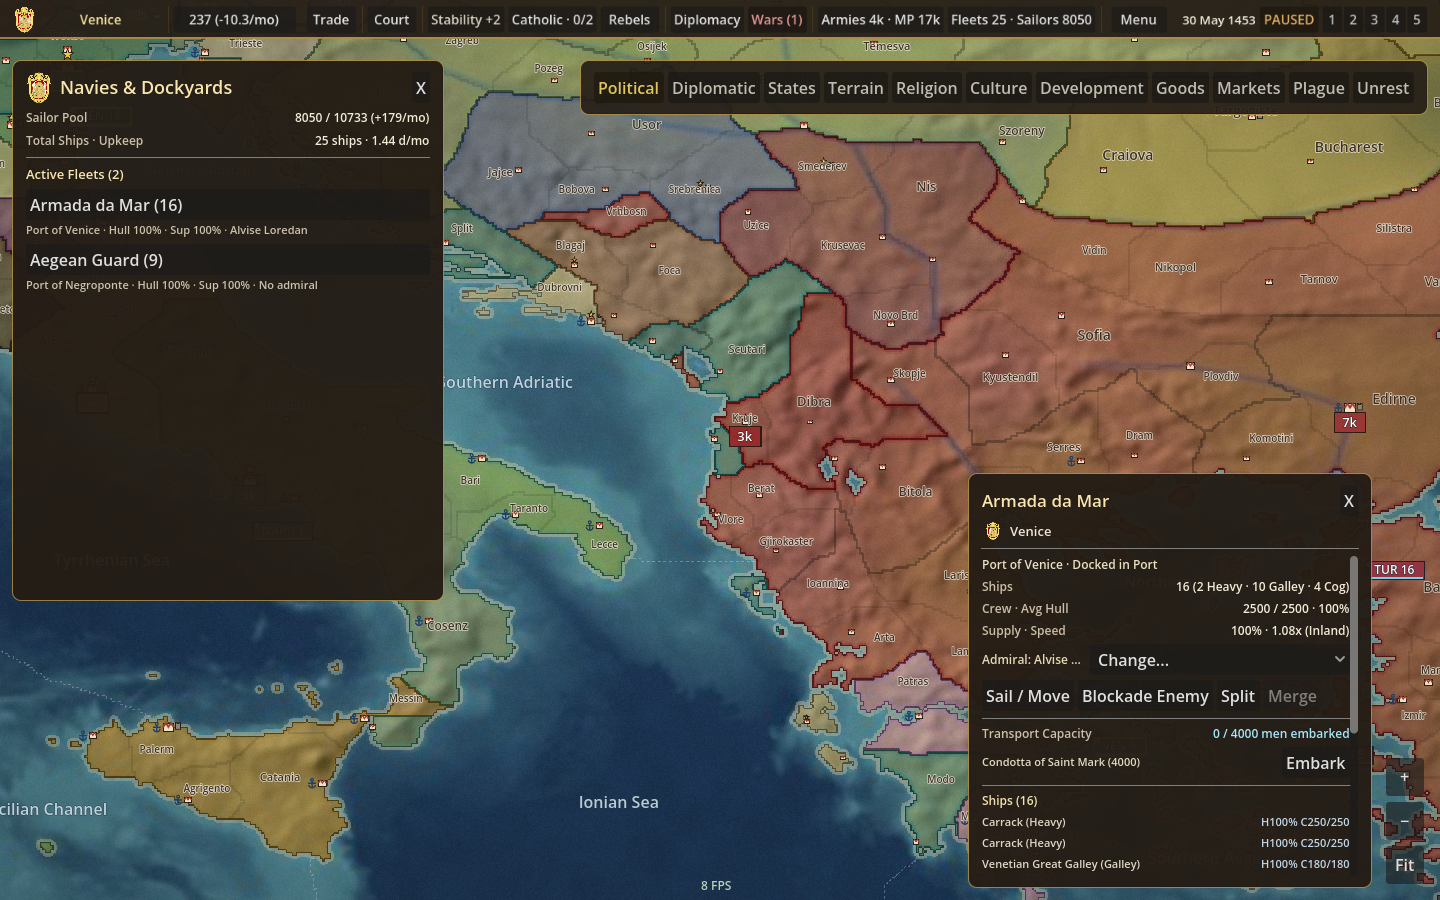 Venice
237 (-10.3/mo)
Trade
Court
Stability +2
Catholic · 0/2
Rebels
Diplomacy
Wars (1)
Armies 4k · MP 17k
Fleets 25 · Sailors 8050
Menu
30 May 1453
PAUSED
1 2 3 4 5
Trieste
Zagreb
Osijek
Temesva
Navies & Dockyards
X
Sailor Pool
8050 / 10733 (+179/mo)
Total Ships · Upkeep
25 ships · 1.44 d/mo
Active Fleets (2)
Armada da Mar (16)
Port of Venice · Hull 100% · Sup 100% · Alvise Loredan
Aegean Guard (9)
Port of Negroponte · Hull 100% · Sup 100% · No admiral
Political
Diplomatic
States
Terrain
Religion
Culture
Development
Goods
Markets
Plague
Unrest
Pozeg
Usor
Szoreny
Craiova
Bucharest
Jajce
Bobova
Srebrenica
Smederev
Nis
Vrhbosn
Uzice
Split
Blagaj
Foca
Krusevac
Vidin
Nikopol
Tarnov
Silistra
Va
Dubrovni
Novo Brd
Sofia
Scutari
Skopje
Kyustendil
Plovdiv
Edirne
Southern Adriatic
Dibra
Kruje
3k
7k
Serres
Dram
Komotini
Bari
Taranto
Lecce
Berat
Bitola
Vlore
Gjirokaster
Ioannina
Laris
Tyrrhenian Sea
Cosenz
Arta
Lan
Patras
Messin
Palerm
Catania
Agrigento
Modo
Ionian Sea
cilian Channel
TUR 16
Ba
Mar
Izmir
Armada da Mar
X
Venice
Port of Venice · Docked in Port
Ships
16 (2 Heavy · 10 Galley · 4 Cog)
Crew · Avg Hull
2500 / 2500 · 100%
Supply · Speed
100% · 1.08x (Inland)
Admiral: Alvise ...
Change...
Sail / Move
Blockade Enemy
Split
Merge
Transport Capacity
0 / 4000 men embarked
Condotta of Saint Mark (4000)
Embark
Ships (16)
Carrack (Heavy)
H100% C250/250
Carrack (Heavy)
H100% C250/250
Venetian Great Galley (Galley)
H100% C180/180
+
−
Fit
8 FPS